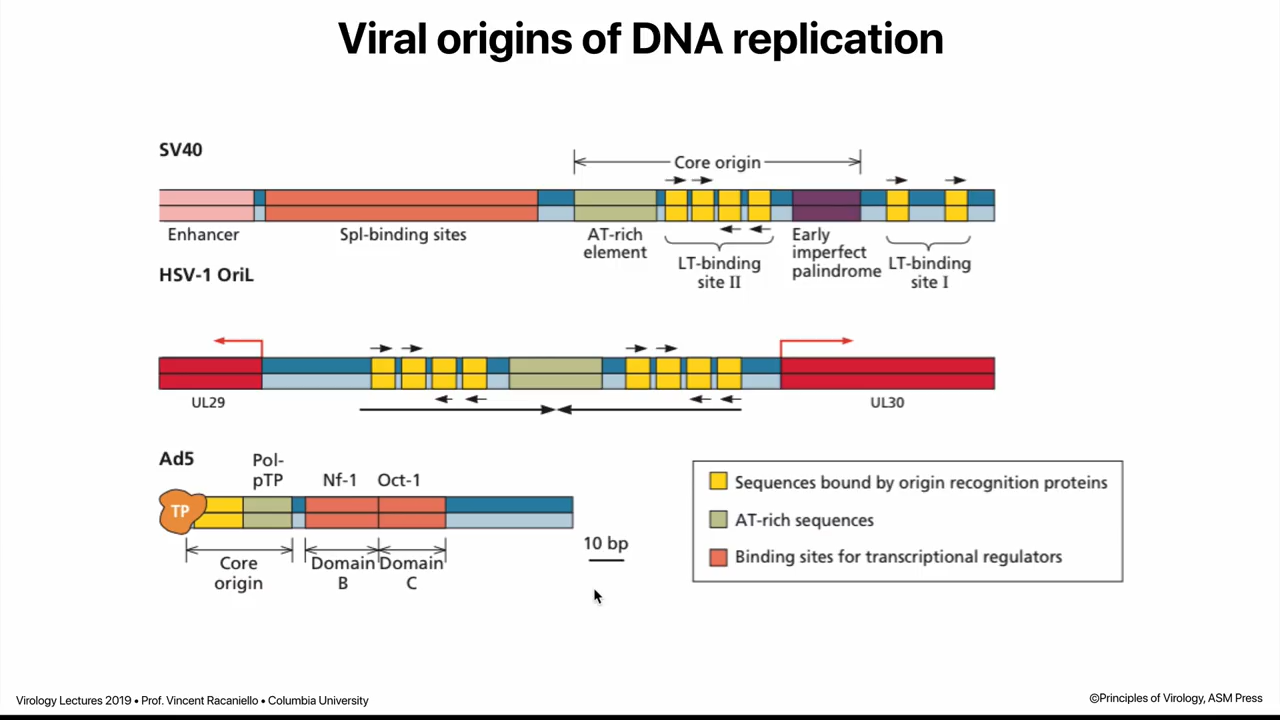 Viral origins of DNA replication
SV40
Core origin
Enhancer
Spl-binding sites
AT-rich
element
LT-binding
site II
Early
imperfect
palindrome
LT-binding
site I
HSV-1 OriL
UL29
UL30
Ad5
Pol-
pTP
Nf-1
Oct-1
TP
Core
origin
Domain
B
Domain
C
10 bp
Sequences bound by origin recognition proteins
AT-rich sequences
Binding sites for transcriptional regulators
Virology Lectures 2019 • Prof. Vincent Racaniello • Columbia University
©Principles of Virology, ASM Press